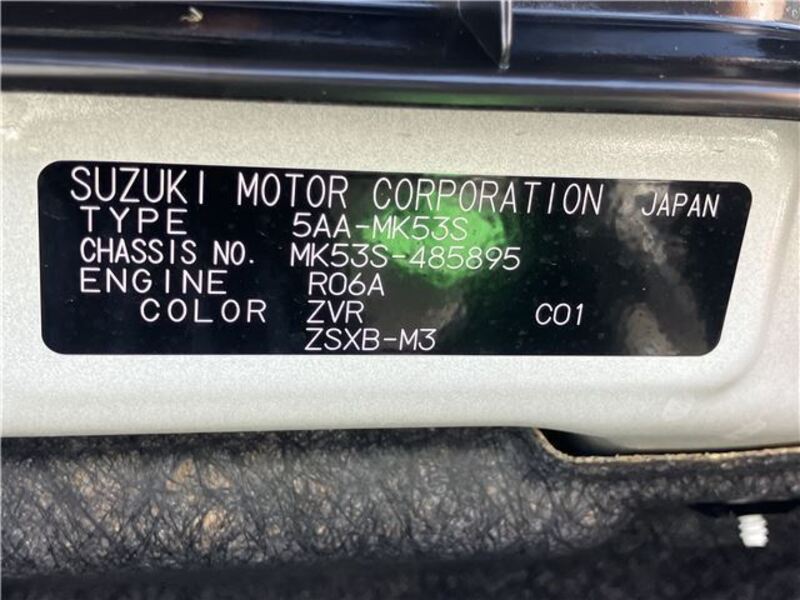 SUZUKI MOTOR CORPORATION JAPAN
TYPE 5AA-MK53S
CHASSIS NO. MK53S-485895
ENGINE R06A
COLOR ZVR C01
ZSXB-M3